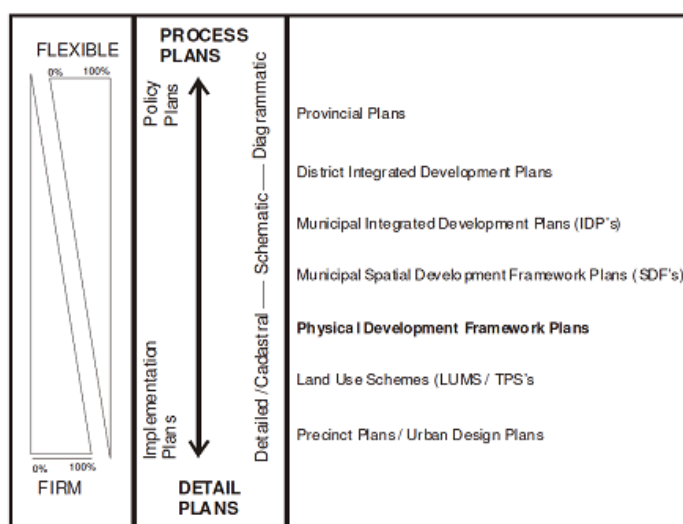 FLEXIBLE
0% 100%
0% 100%
FIRM
PROCESS
PLANS
Policy
Plans
Implementation
Plans
Detailed/Cadastral — Schematic — Diagrammatic
DETAIL
PLANS
Provincial Plans
District Integrated Development Plans
Municipal Integrated Development Plans (IDP's)
Municipal Spatial Development Framework Plans (SDF's)
Physical Development Framework Plans
Land Use Schemes (LUMS / TPS's
Precinct Plans / Urban Design Plans